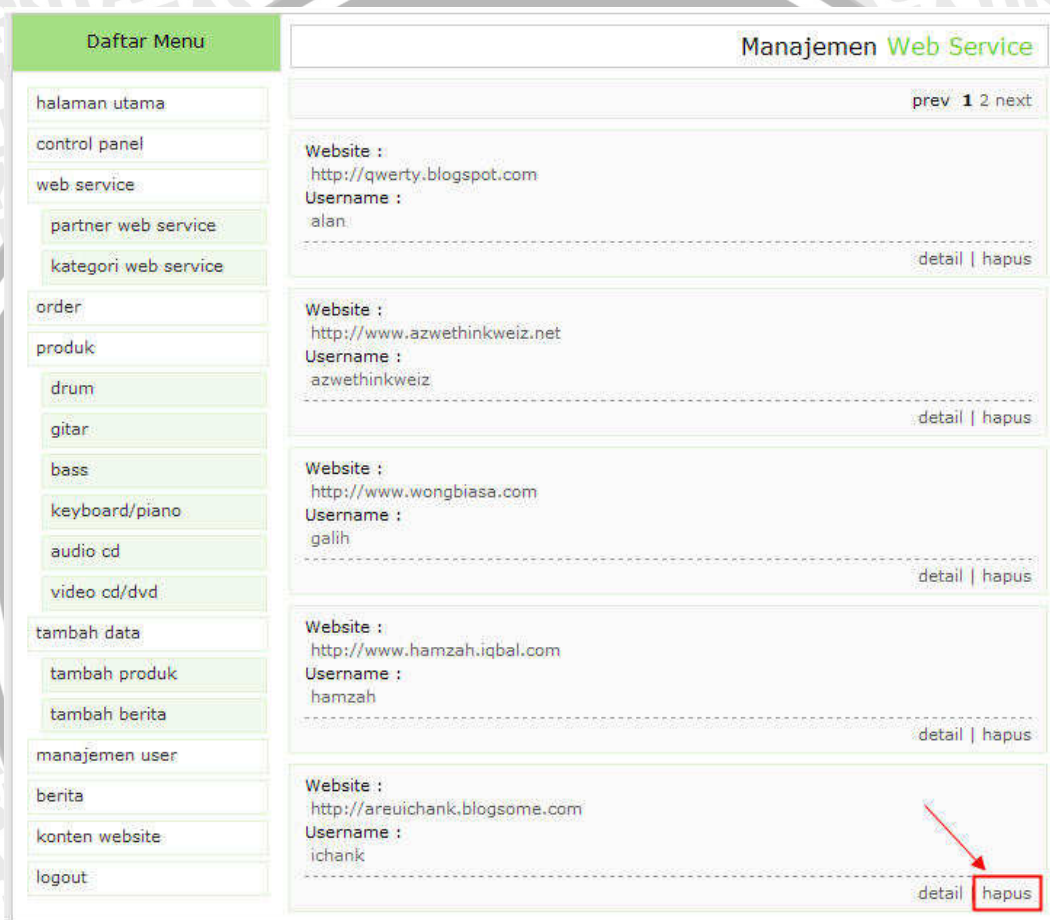 Daftar Menu
halaman utama
control panel
web service
partner web service
kategori web service
order
produk
drum
gitar
bass
keyboard/piano
audio cd
video cd/dvd
tambah data
tambah produk
tambah berita
manajemen user
berita
konten website
logout
Manajemen Web Service
prev 1 2 next
Website :
http://qwerty.blogspot.com
Username :
alan
detail | hapus
Website :
http://www.azwethinkweiz.net
Username :
azwethinkweiz
detail | hapus
Website :
http://www.wongbiasa.com
Username :
galih
detail | hapus
Website :
http://www.hamzah.iqbal.com
Username :
hamzah
detail | hapus
Website :
http://areuichank.blogsome.com
Username :
ichank
detail | hapus